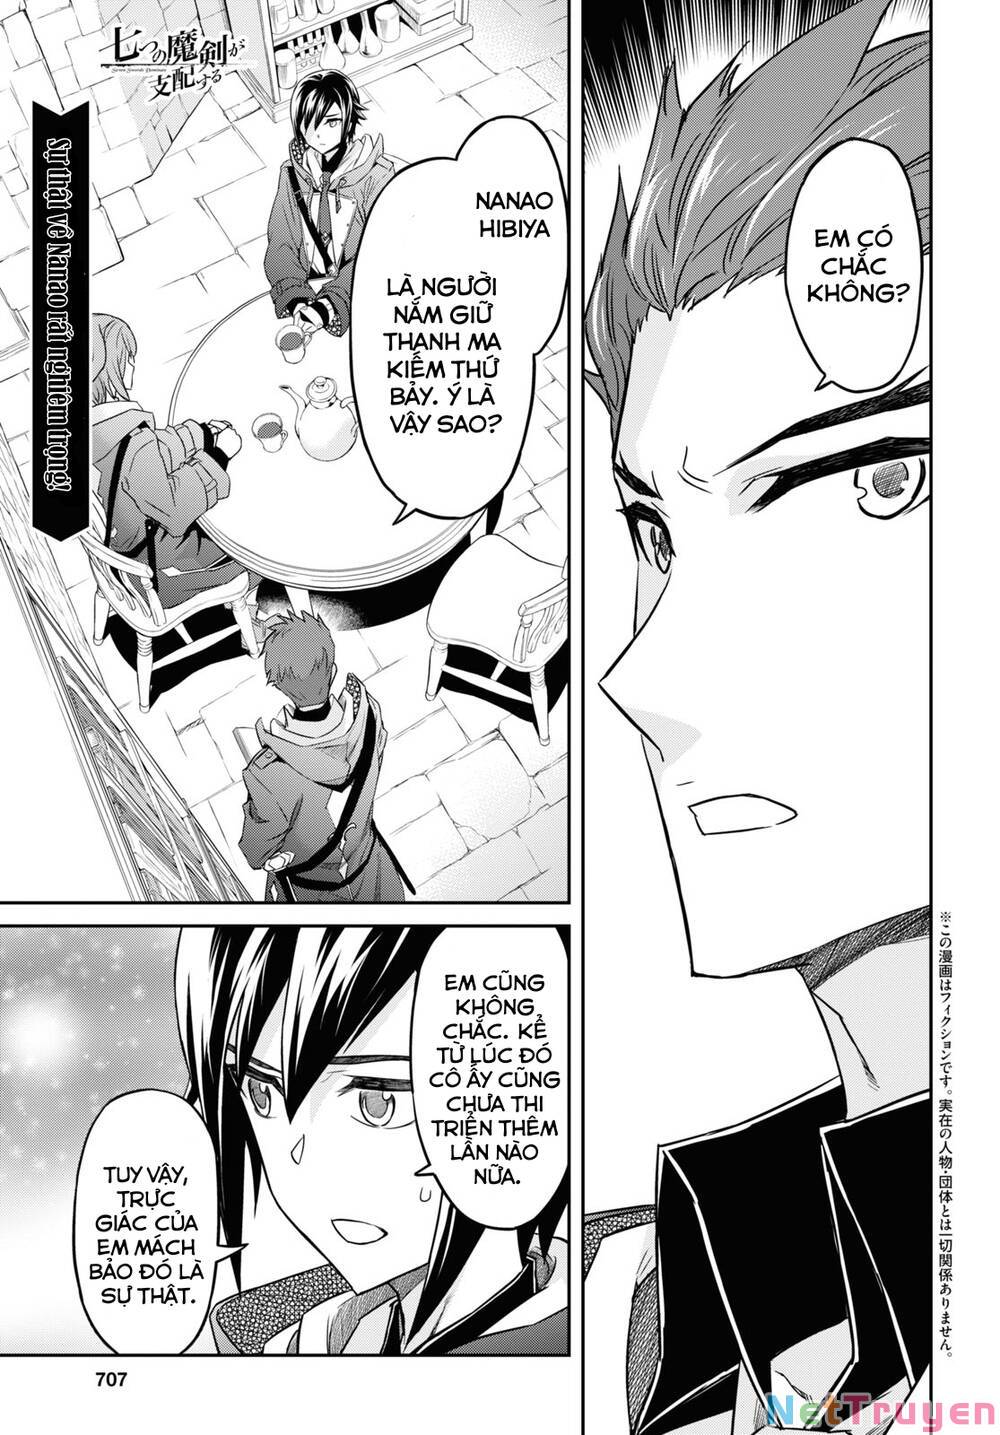 EM CÓ
CHẮC
KHÔNG?
七つの魔剣が
Seven Swords Dominate
支配する
Sự thật về Nanao rất nghiêm trọng!
NANAO
HIBIYA
LÀ NGƯỜI
NẮM GIỮ
THANH MA
KIẾM THỨ
BẢY. Ý LÀ
VẬY SAO?
EM CŨNG
KHÔNG
CHẮC. KỂ
TỪ LÚC ĐÓ
CÔ ẤY CŨNG
CHƯA THI
TRIỂN THÊM
LẦN NÀO
NỮA.
TUY VẬY,
TRỰC
GIÁC CỦA
EM MÁCH
BẢO ĐÓ LÀ
SỰ THẬT.
※この漫画はフィクションです。実在の人物・団体とは一切関係ありません。
707
NetTruyen